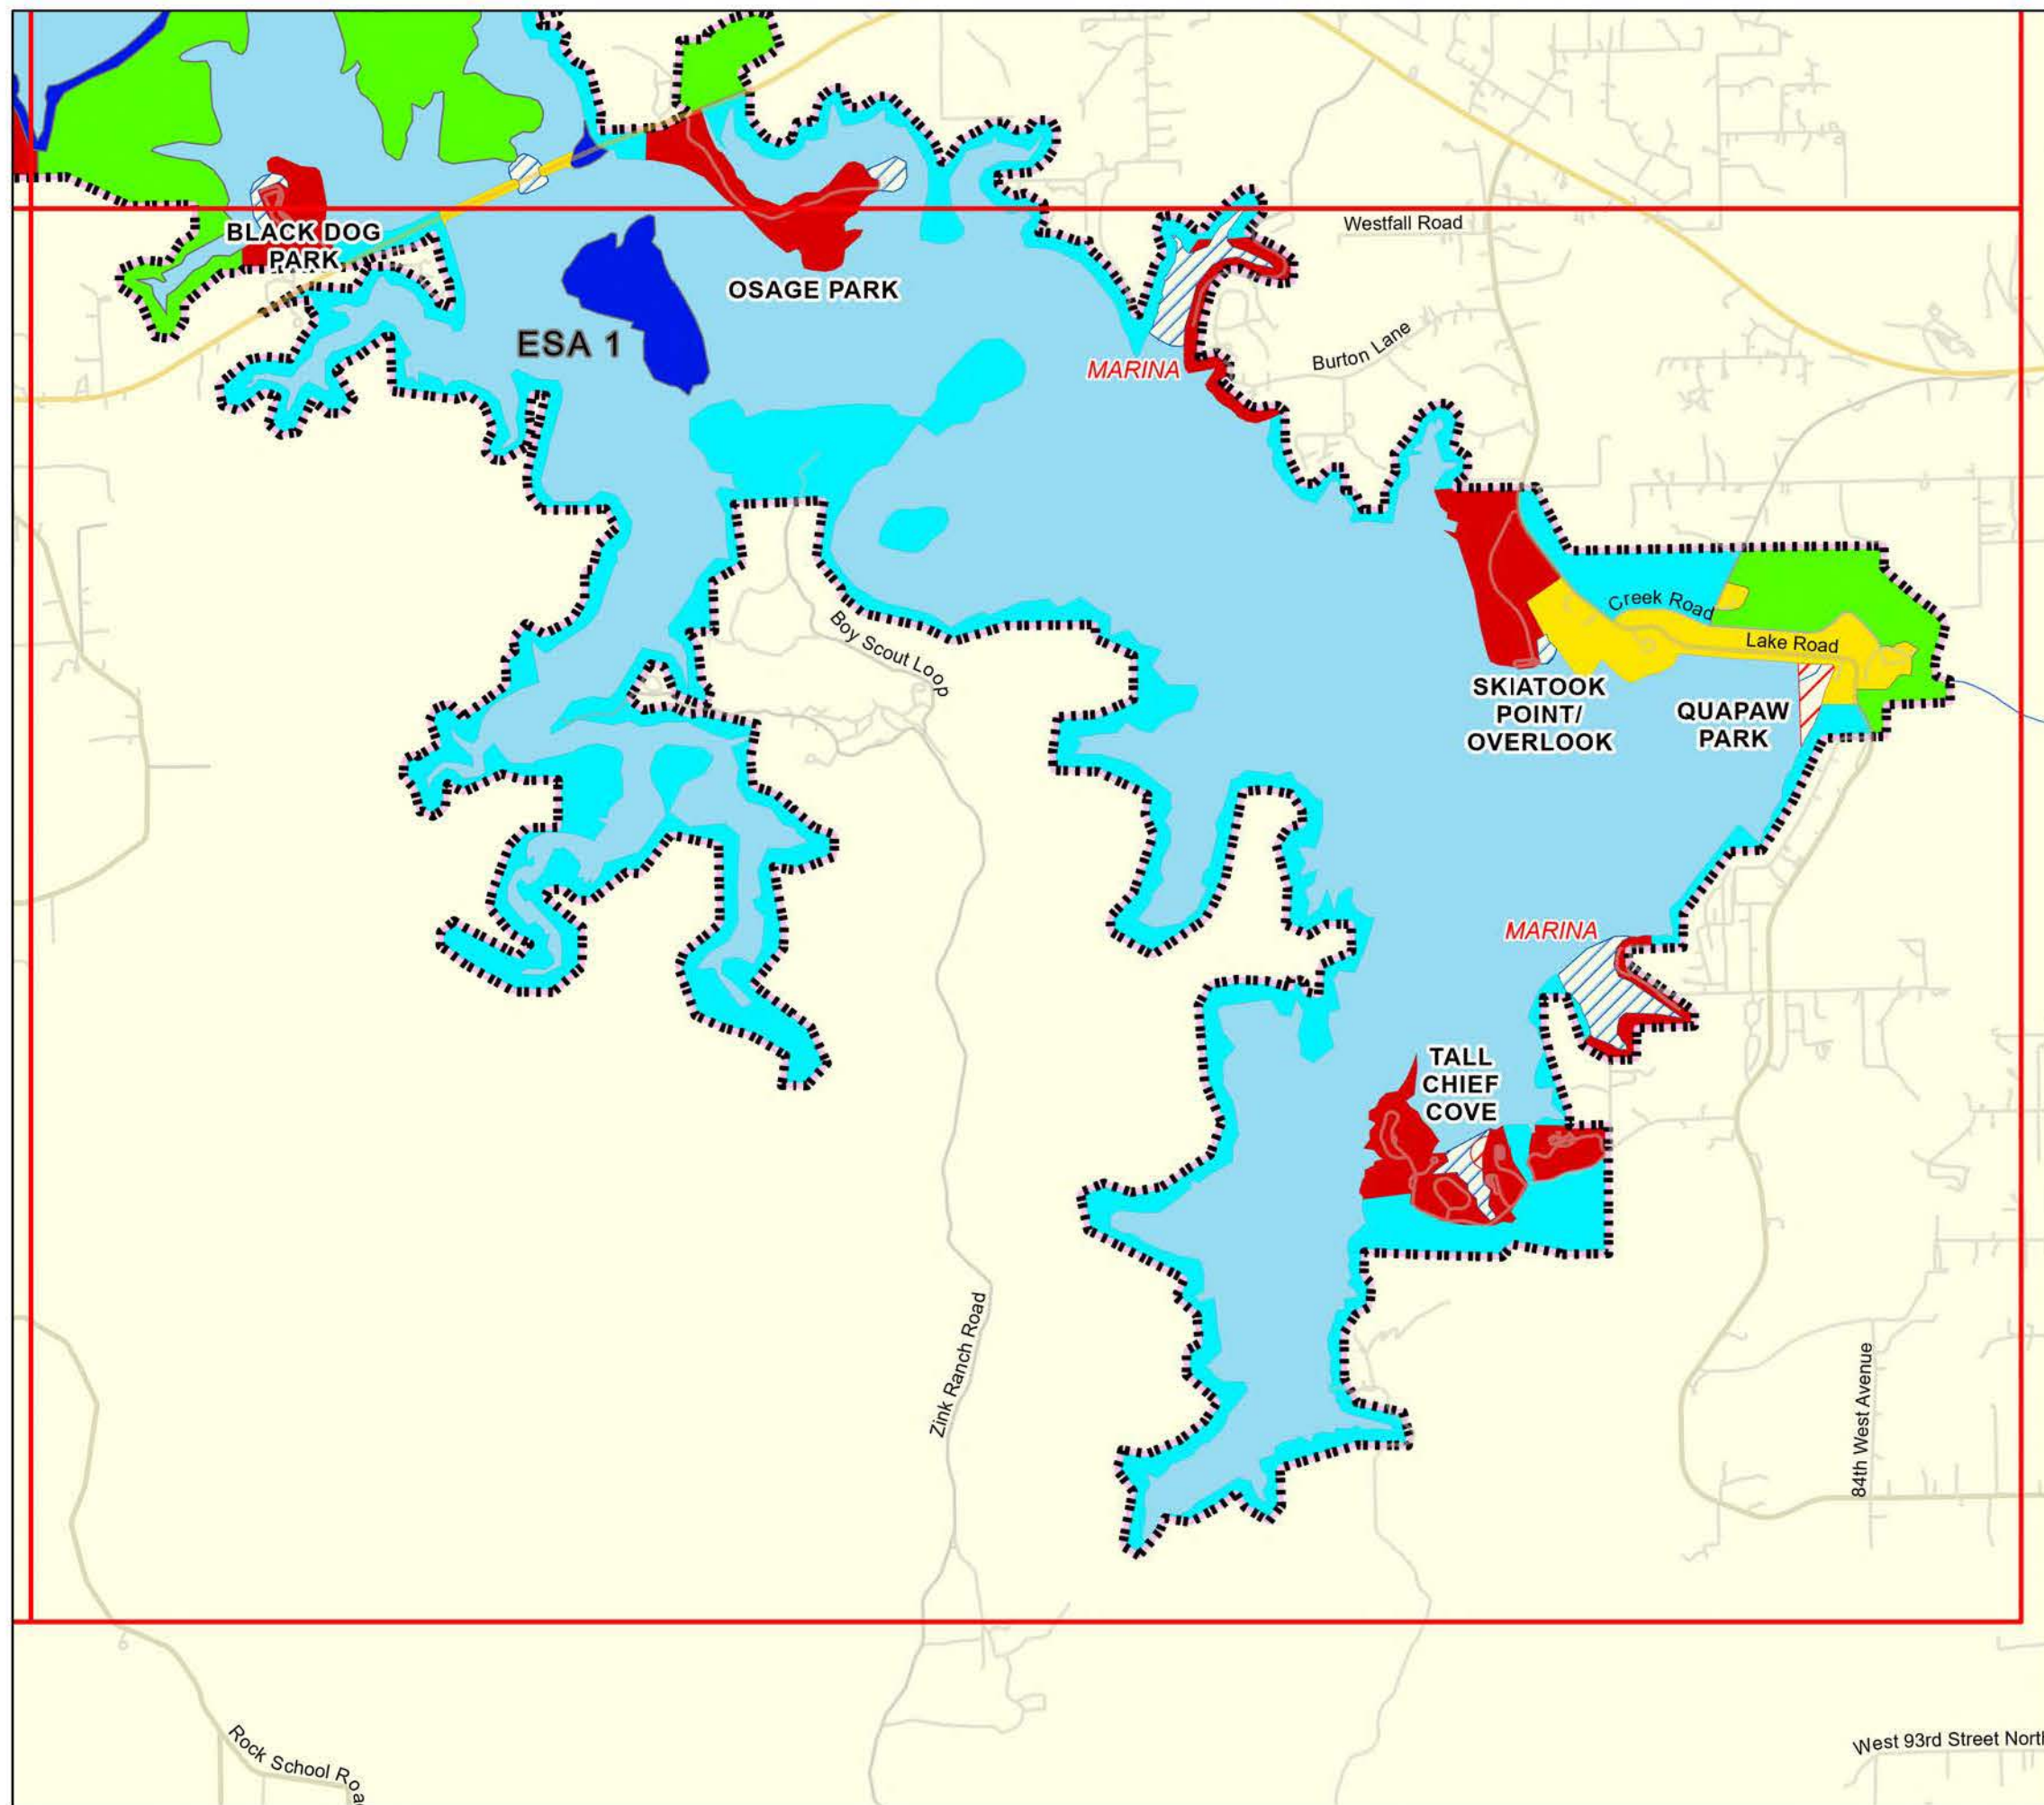 Westfall Road
BLACK DOG
PARK
OSAGE PARK
ESA 1
Burton Lane
MARINA
Creek Road
Lake Road
Boy Scout Loop
SKIATOOK
POINT/
OVERLOOK
QUAPAW
PARK
MARINA
TALL
CHIEF
COVE
Zink Ranch Road
84th West Avenue
Rock School Roa
West 93rd Street North